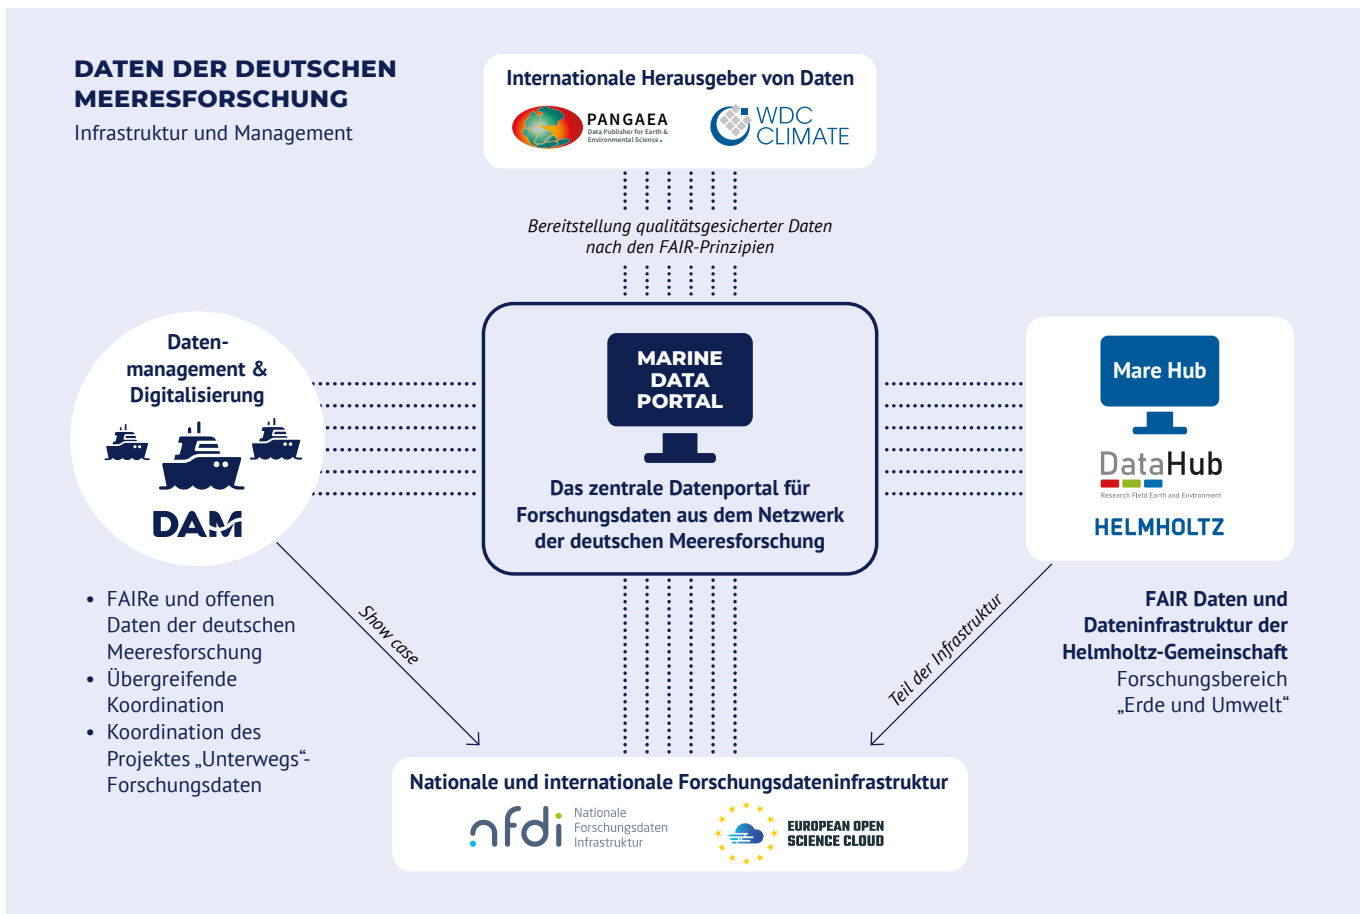 DATEN DER DEUTSCHEN
MEERESFORSCHUNG
Infrastruktur und Management
Internationale Herausgeber von Daten
PANGAEA
Data Publisher for Earth &
Environmental Science.
WDC
CLIMATE
Bereitstellung qualitätsgesicherter Daten
nach den FAIR-Prinzipien
Daten-
management &
Digitalisierung
DAM
MARINE
DATA
PORTAL
Das zentrale Datenportal für
Forschungsdaten aus dem Netzwerk
der deutschen Meeresforschung
Mare Hub
DataHub
Research Field Earth and Environment
HELMHOLTZ
• FAIRe und offenen
Daten der deutschen
Meeresforschung
• Übergreifende
Koordination
• Koordination des
Projektes „Unterwegs“-
Forschungsdaten
Show case
Teil der Infrastruktur
FAIR Daten und
Dateninfrastruktur der
Helmholtz-Gemeinschaft
Forschungsbereich
„Erde und Umwelt“
Nationale und internationale Forschungsdateninfrastruktur
nfdi
Nationale
Forschungsdaten
Infrastruktur
EUROPEAN OPEN
SCIENCE CLOUD